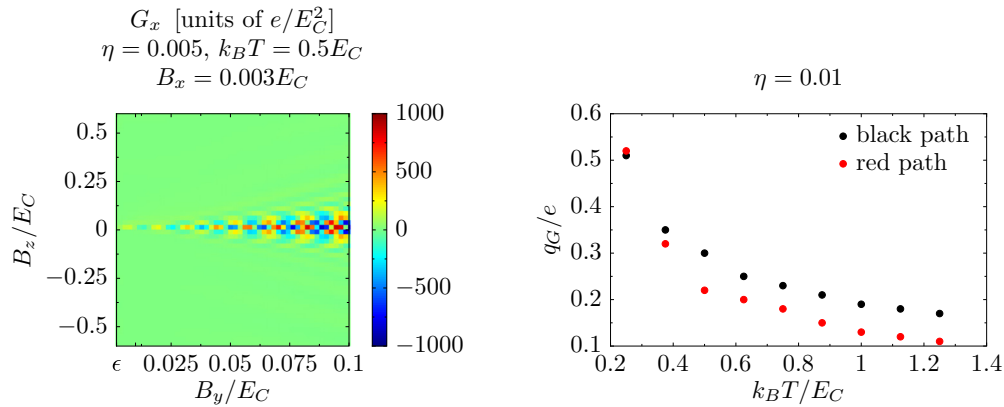 G_x [units of e/E_C^2]
η = 0.005, k_BT = 0.5E_C
B_x = 0.003E_C
0.5
0.25
0
−0.25
−0.5
B_z/E_C
ϵ 0.025 0.05 0.075 0.1
B_y/E_C
1000
500
0
−500
−1000
η = 0.01
black path
red path
0.6
0.5
0.4
0.3
0.2
0.1
q_G/e
0.2 0.4 0.6 0.8 1 1.2 1.4
k_BT/E_C